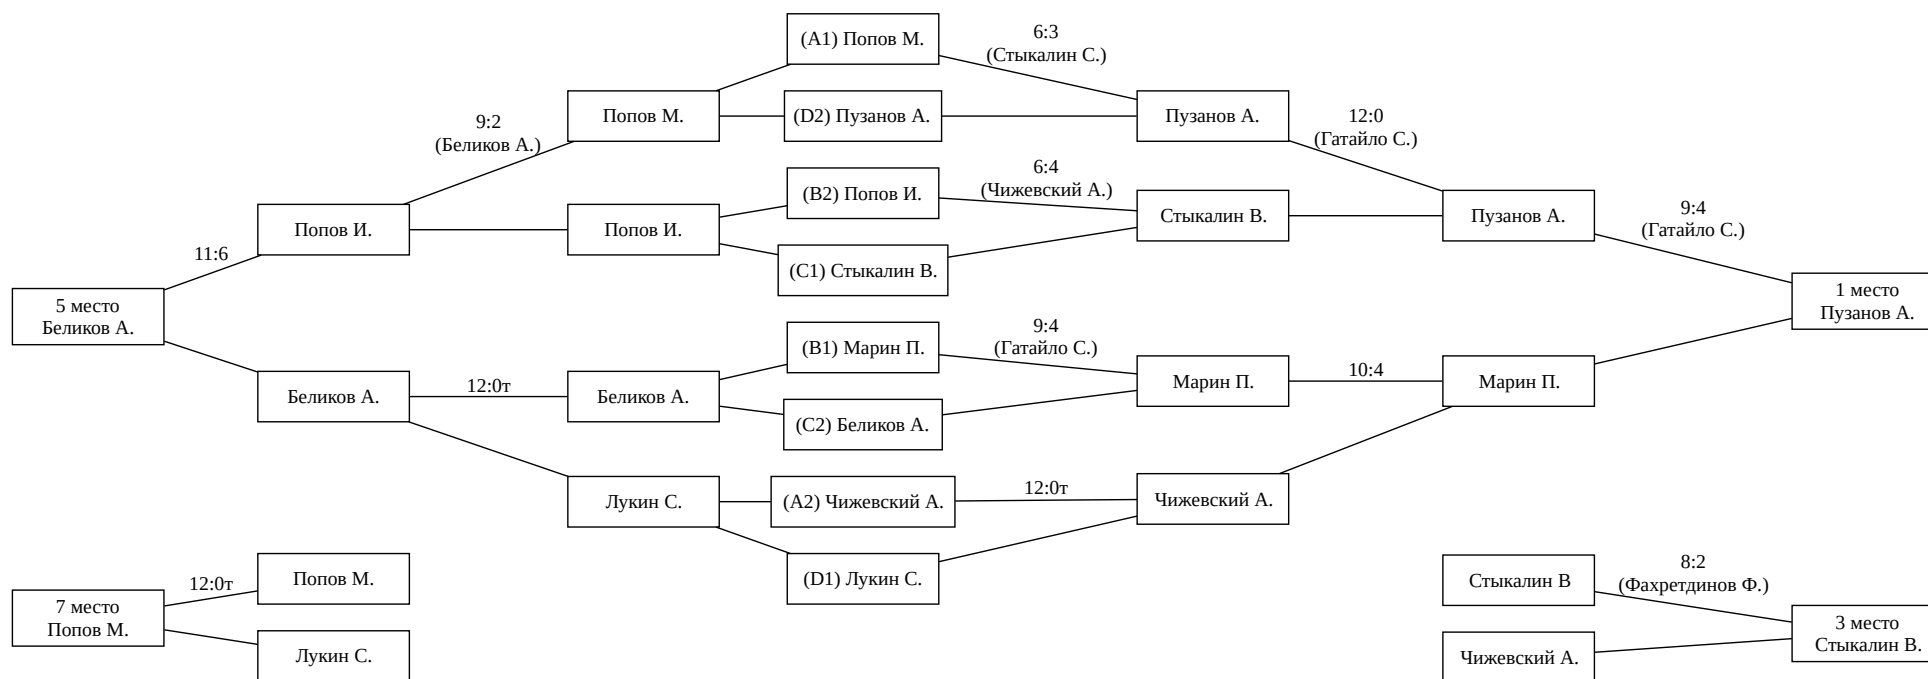 (A1) Попов М.
6:3
(Стыкалин С.)
9:2
(Беликов А.)
Попов М.
(D2) Пузанов А.
Пузанов А.
12:0
(Гатайло С.)
6:4
(Чижевский А.)
(B2) Попов И.
Попов И.
Попов И.
Стыкалин В.
Пузанов А.
9:4
(Гатайло С.)
11:6
(C1) Стыкалин В.
5 место
Беликов А.
1 место
Пузанов А.
(B1) Марин П.
9:4
(Гатайло С.)
Беликов А.
12:0т
Беликов А.
Марин П.
10:4
Марин П.
(C2) Беликов А.
Лукин С.
(A2) Чижевский А.
12:0т
Чижевский А.
12:0т
Попов М.
(D1) Лукин С.
Стыкалин В
8:2
(Фахретдинов Ф.)
7 место
Попов М.
3 место
Стыкалин В.
Лукин С.
Чижевский А.